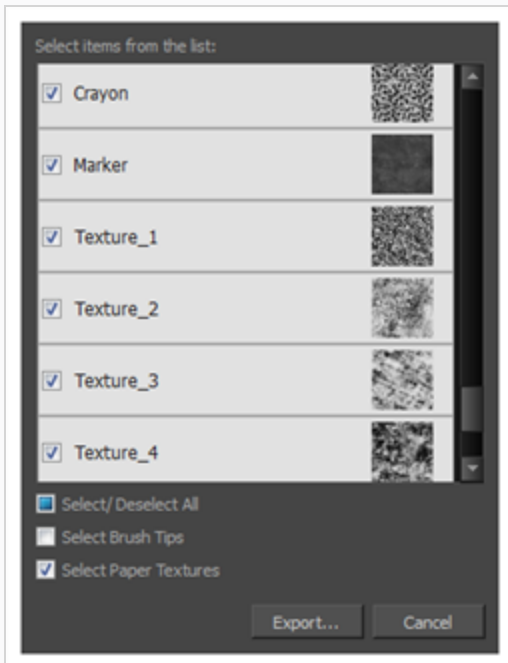 Select items from the list:
Crayon
Marker
Texture_1
Texture_2
Texture_3
Texture_4
Select/ Deselect All
Select Brush Tips
Select Paper Textures
Export... Cancel